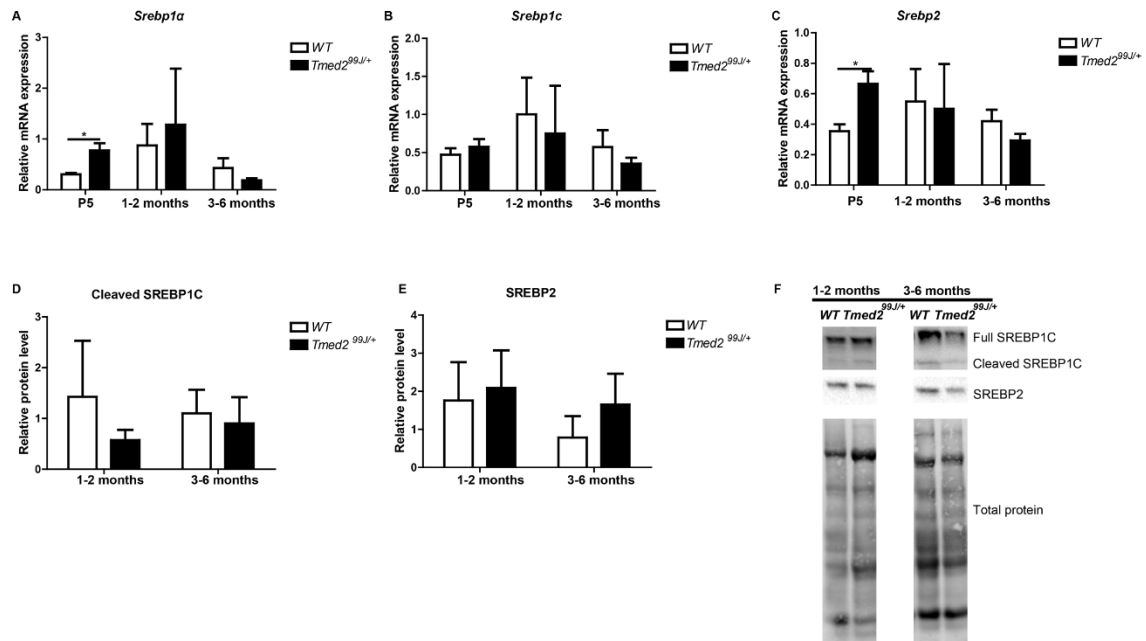 A
Srebp1α
Relative mRNA expression
3
2
1
0
P5
1-2 months
3-6 months
*
WT
Tmed2 99J/+
B
Srebp1c
Relative mRNA expression
2.0
1.5
1.0
0.5
0.0
P5
1-2 months
3-6 months
WT
Tmed2 99J/+
C
Srebp2
Relative mRNA expression
1.0
0.8
0.6
0.4
0.2
0.0
P5
1-2 months
3-6 months
*
WT
Tmed2 99J/+
D
Cleaved SREBP1C
Relative protein level
3
2
1
0
1-2 months
3-6 months
WT
Tmed2 99J/+
E
SREBP2
Relative protein level
4
3
2
1
0
1-2 months
3-6 months
WT
Tmed2 99J/+
F
1-2 months 3-6 months
WT Tmed2 99J/+ WT Tmed2 99J/+
Full SREBP1C
Cleaved SREBP1C
SREBP2
Total protein